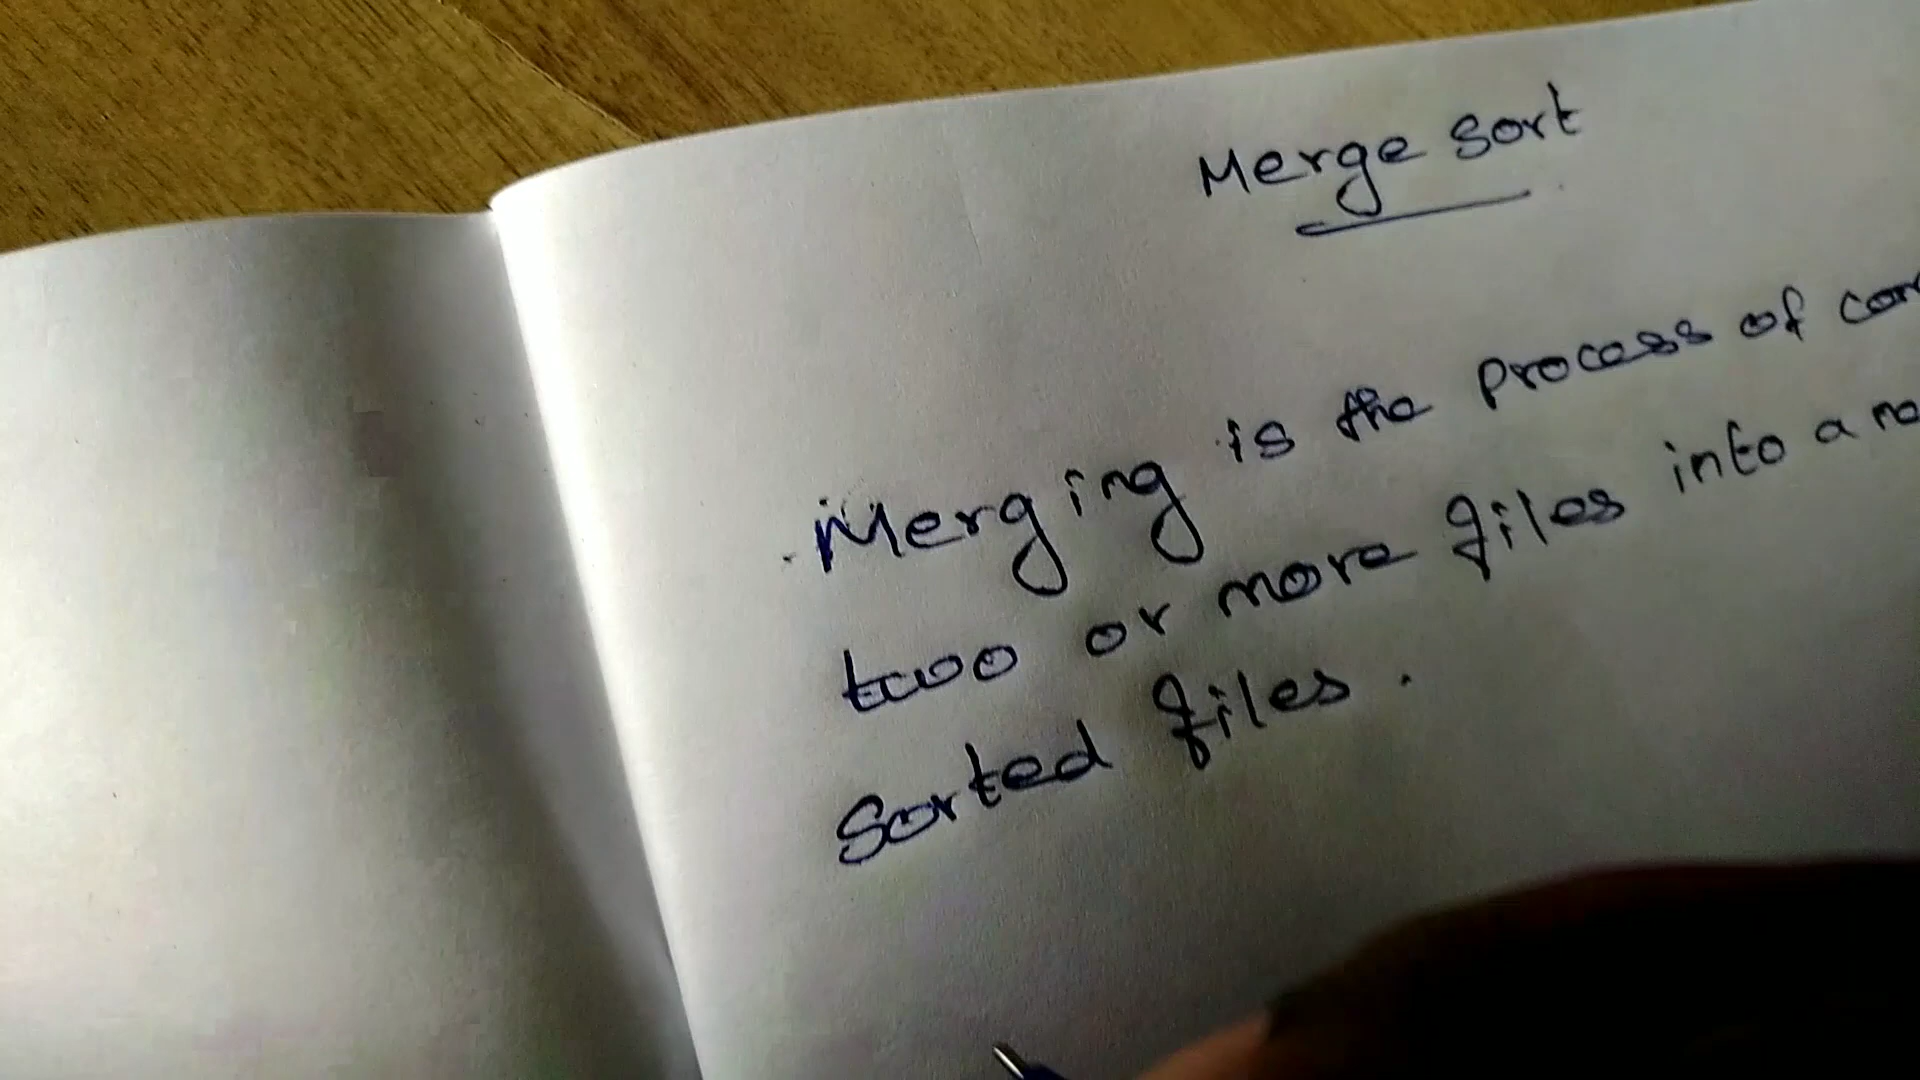 Merge Sort
Merging is the process of
two or more files into a
Sorted files.